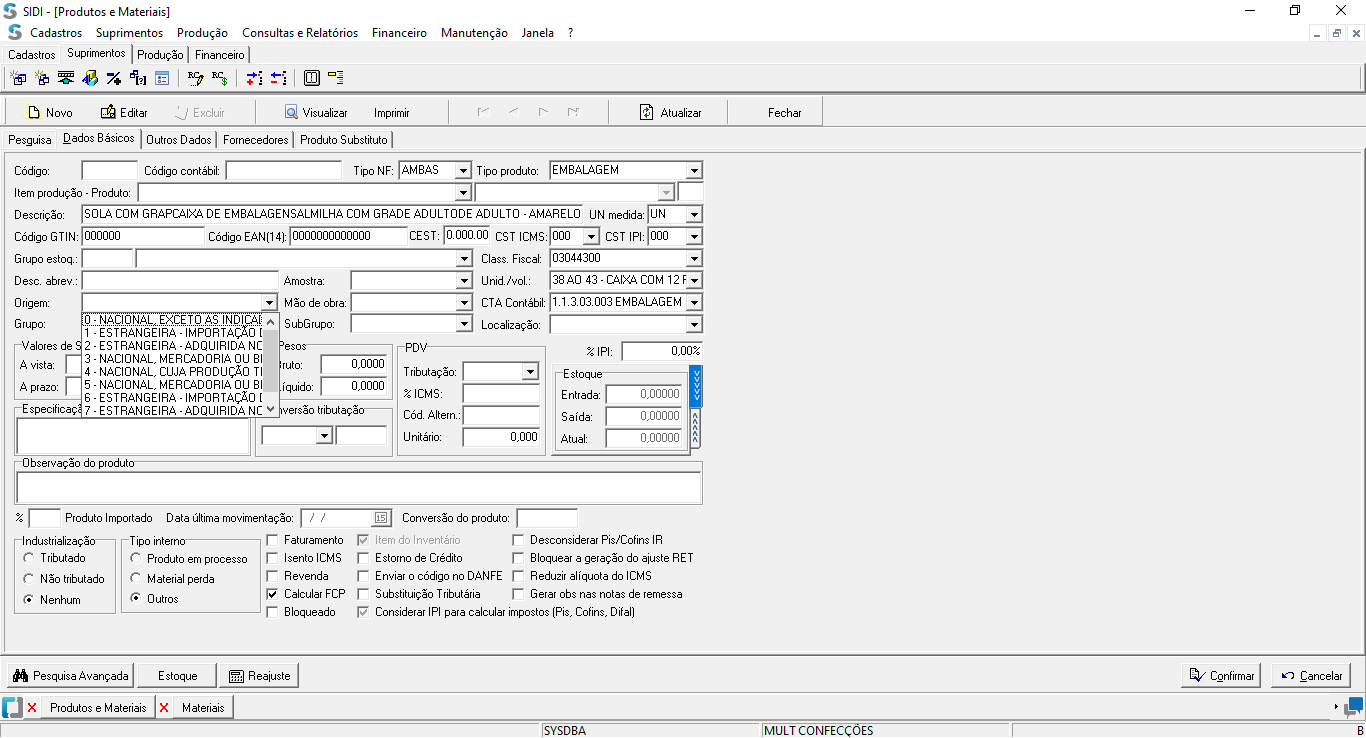 SIDI - [Produtos e Materiais]
Cadastros Suprimentos Produção Consultas e Relatórios Financeiro Manutenção Janela ?
Cadastros Suprimentos Produção Financeiro
Novo Editar Excluir Visualizar Imprimir Atualizar Fechar
Pesquisa Dados Básicos Outros Dados Fornecedores Produto Substituto
Código: Código contábil: Tipo NF: AMBAS Tipo produto: EMBALAGEM
Item produção - Produto:
Descrição: SOLA COM GRAPCAIXA DE EMBALAGENSALMILHA COM GRADE ADULTODE ADULTO - AMARELO UN medida: UN
Código GTIN: 000000 Código EAN(14): 0000000000000 CEST: 0.000.00 CST ICMS: 000 CST IPI: 000
Grupo estoq.: Class. Fiscal: 03044300
Desc. abrev.: Amostra: Unid./vol.: 38 AO 43 - CAIXA COM 12 F
Origem: Mão de obra: CTA Contábil: 1.1.3.03.003 EMBALAGEM
Grupo: SubGrupo: Localização:
0 - NACIONAL, EXCETO AS INDICAD
1 - ESTRANGEIRA - IMPORTAÇÃO D
2 - ESTRANGEIRA - ADQUIRIDA NO
3 - NACIONAL, MERCADORIA OU BE
4 - NACIONAL, CUJA PRODUÇÃO TE
5 - NACIONAL, MERCADORIA OU BE
6 - ESTRANGEIRA - IMPORTAÇÃO D
7 - ESTRANGEIRA - ADQUIRIDA NO
Valores de S Pesos PDV % IPI: 0,00%
A vista: Bruto: 0,0000 Tributação: Estoque
A prazo: Líquido: 0,0000 % ICMS: Entrada: 0,00000
Especificaçã nversão tributação Cód. Altern.: Saída: 0,00000
Unitário: 0,000 Atual: 0,00000
Observação do produto
% Produto Importado Data última movimentação: / / 15 Conversão do produto:
Industrialização Tipo interno Faturamento Item do Inventário Desconsiderar Pis/Cofins IR
Tributado Produto em processo Isento ICMS Estorno de Crédito Bloquear a geração do ajuste RET
Não tributado Material perda Revenda Enviar o código no DANFE Reduzir alíquota do ICMS
Nenhum Outros Calcular FCP Substituição Tributária Gerar obs nas notas de remessa
Bloqueado Considerar IPI para calcular impostos (Pis, Cofins, Difal)
Pesquisa Avançada Estoque Reajuste Confirmar Cancelar
Produtos e Materiais Materiais
SYSDBA MULT CONFECÇÕES B